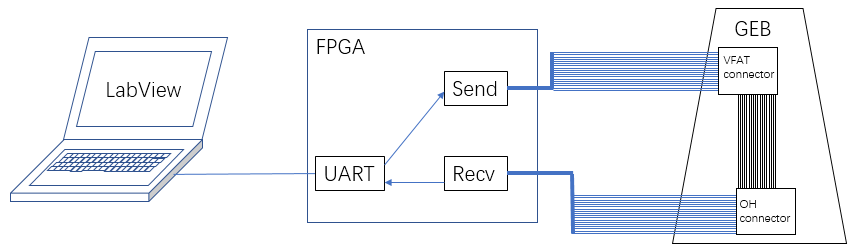 LabView
FPGA
Send
UART
Recv
GEB
VFAT
connector
OH
connector